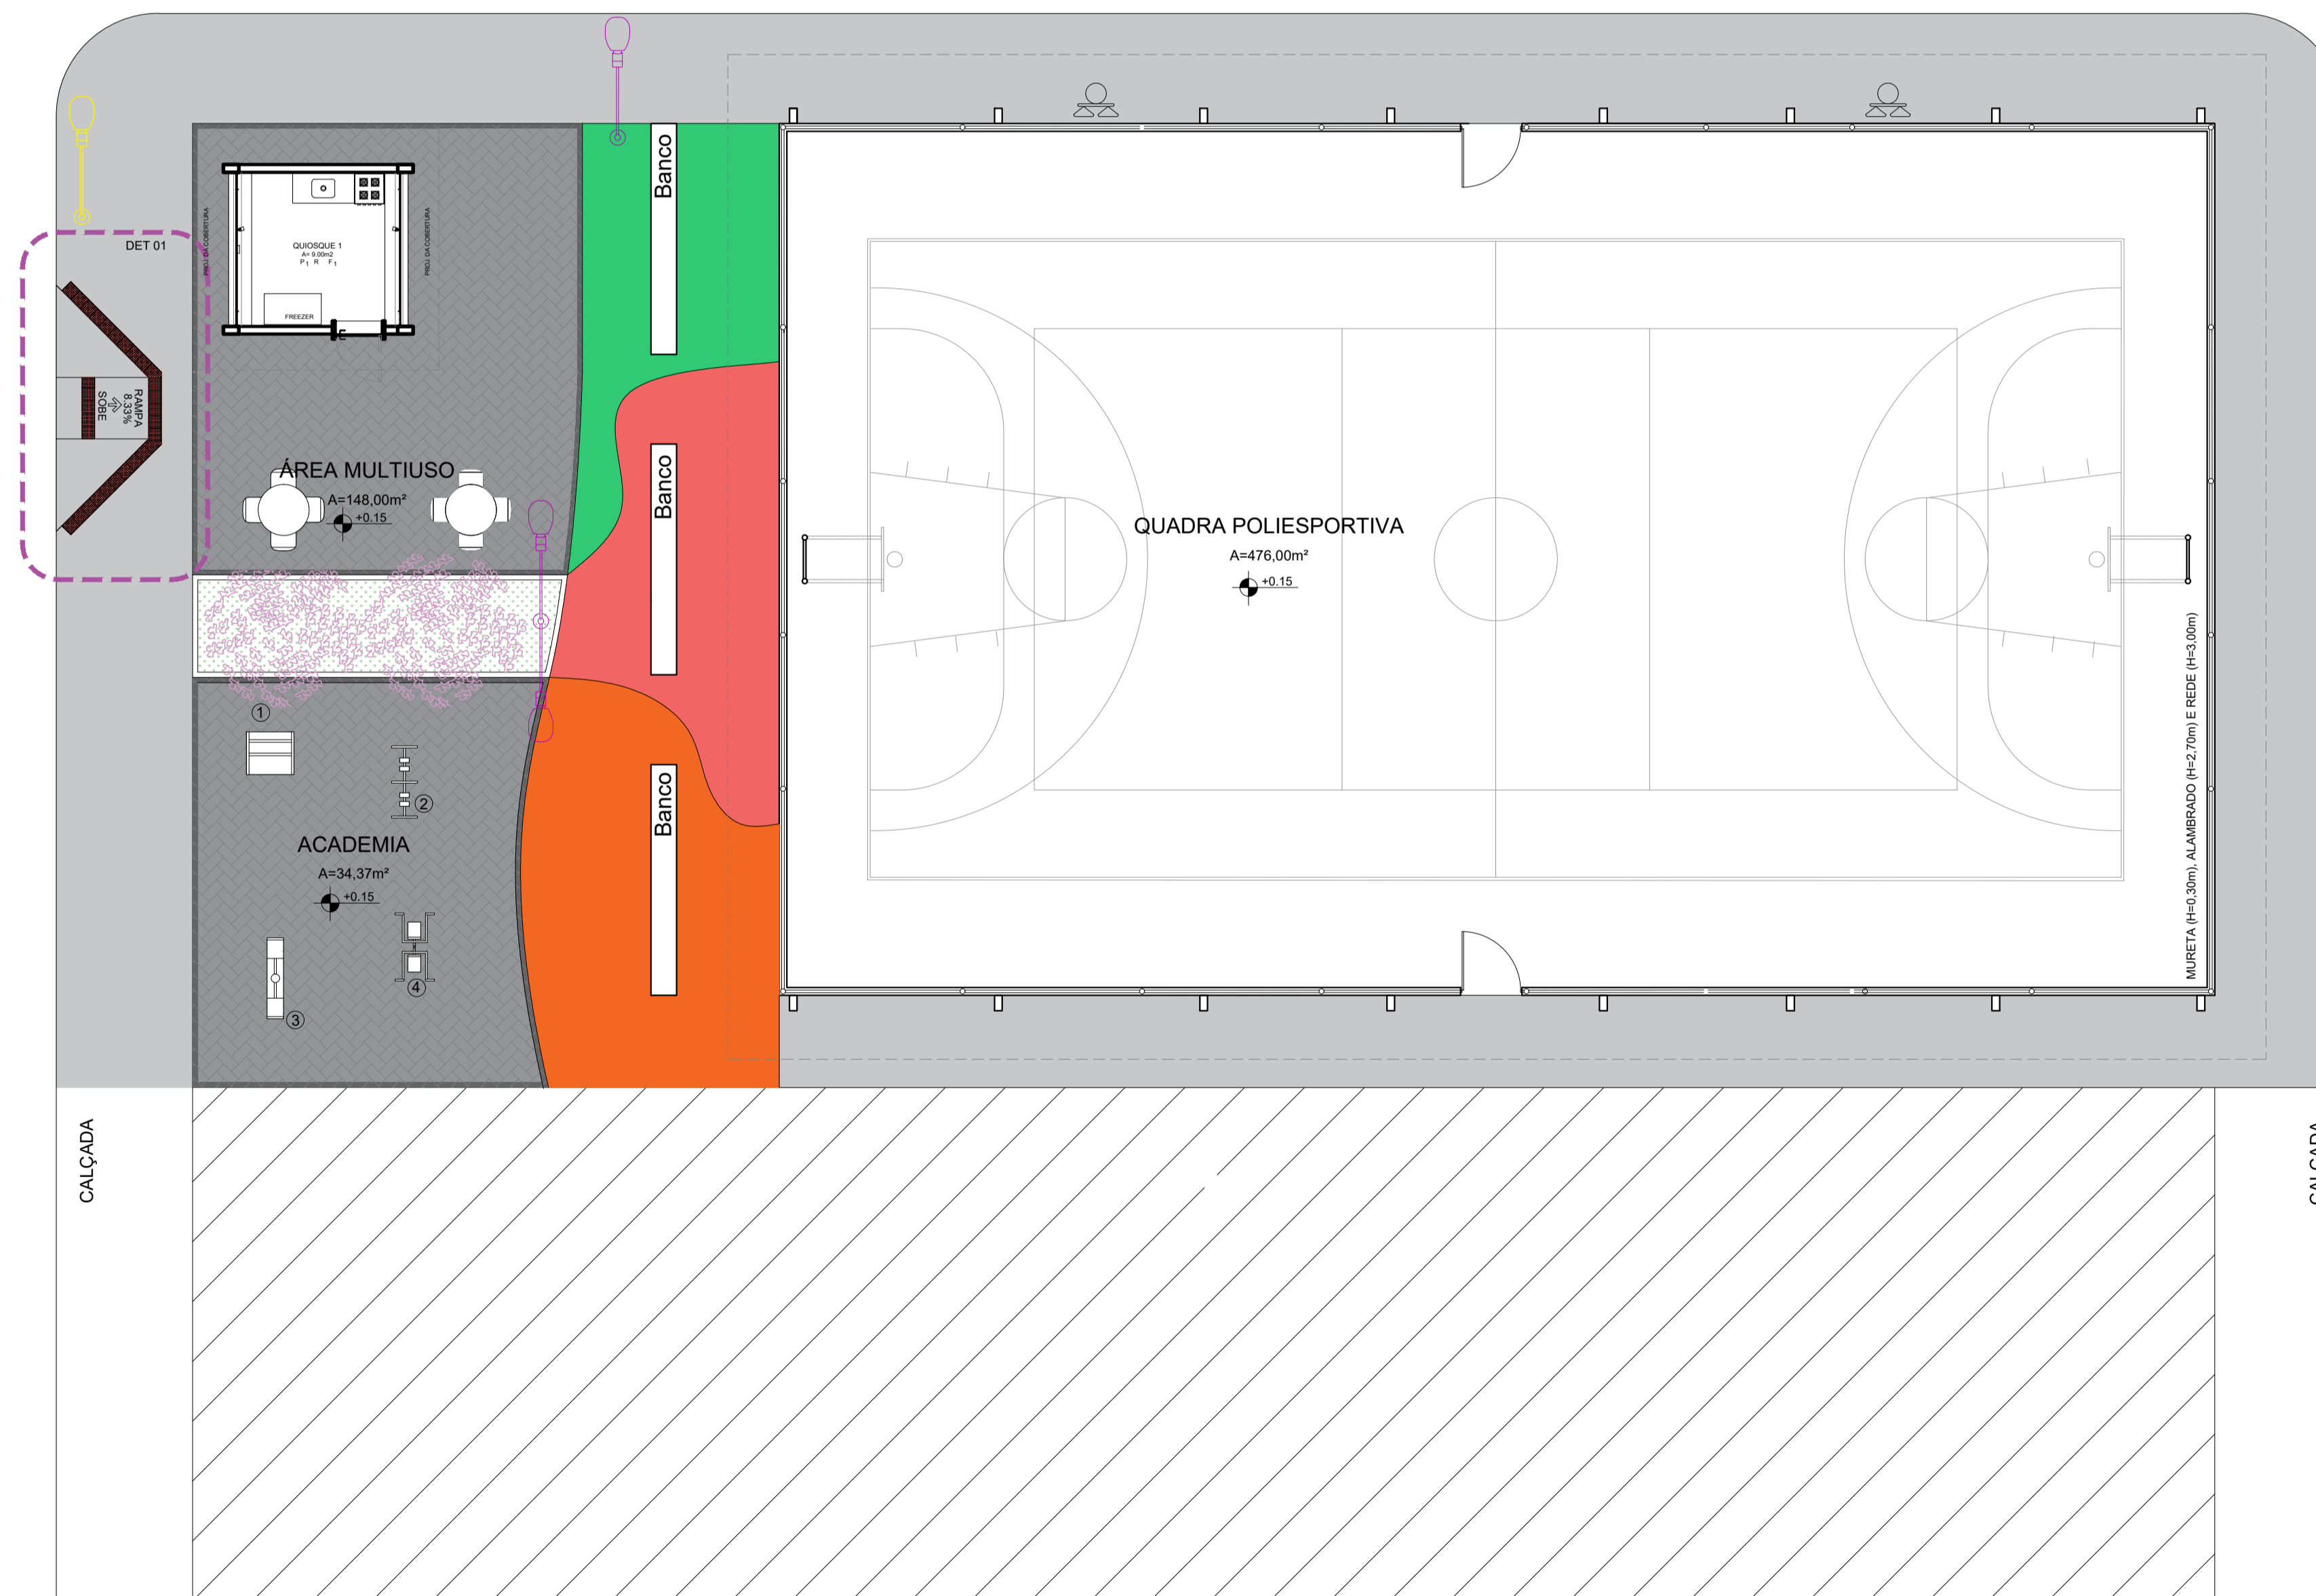 DET 01
RAMPA
8.33%
SOBE
PROJ. DA COBERTURA
QUIOSQUE 1
A= 9.00m2
P1 R F1
FREEZER
PROJ. DA COBERTURA
ÁREA MULTIUSO
A=148,00m²
+0.15
1
2
ACADEMIA
A=34,37m²
+0.15
3
4
Banco
Banco
Banco
QUADRA POLIESPORTIVA
A=476,00m²
+0.15
MURETA (H=0,30m), ALAMBRADO (H=2,70m) E REDE (H=3,00m)
CALÇADA